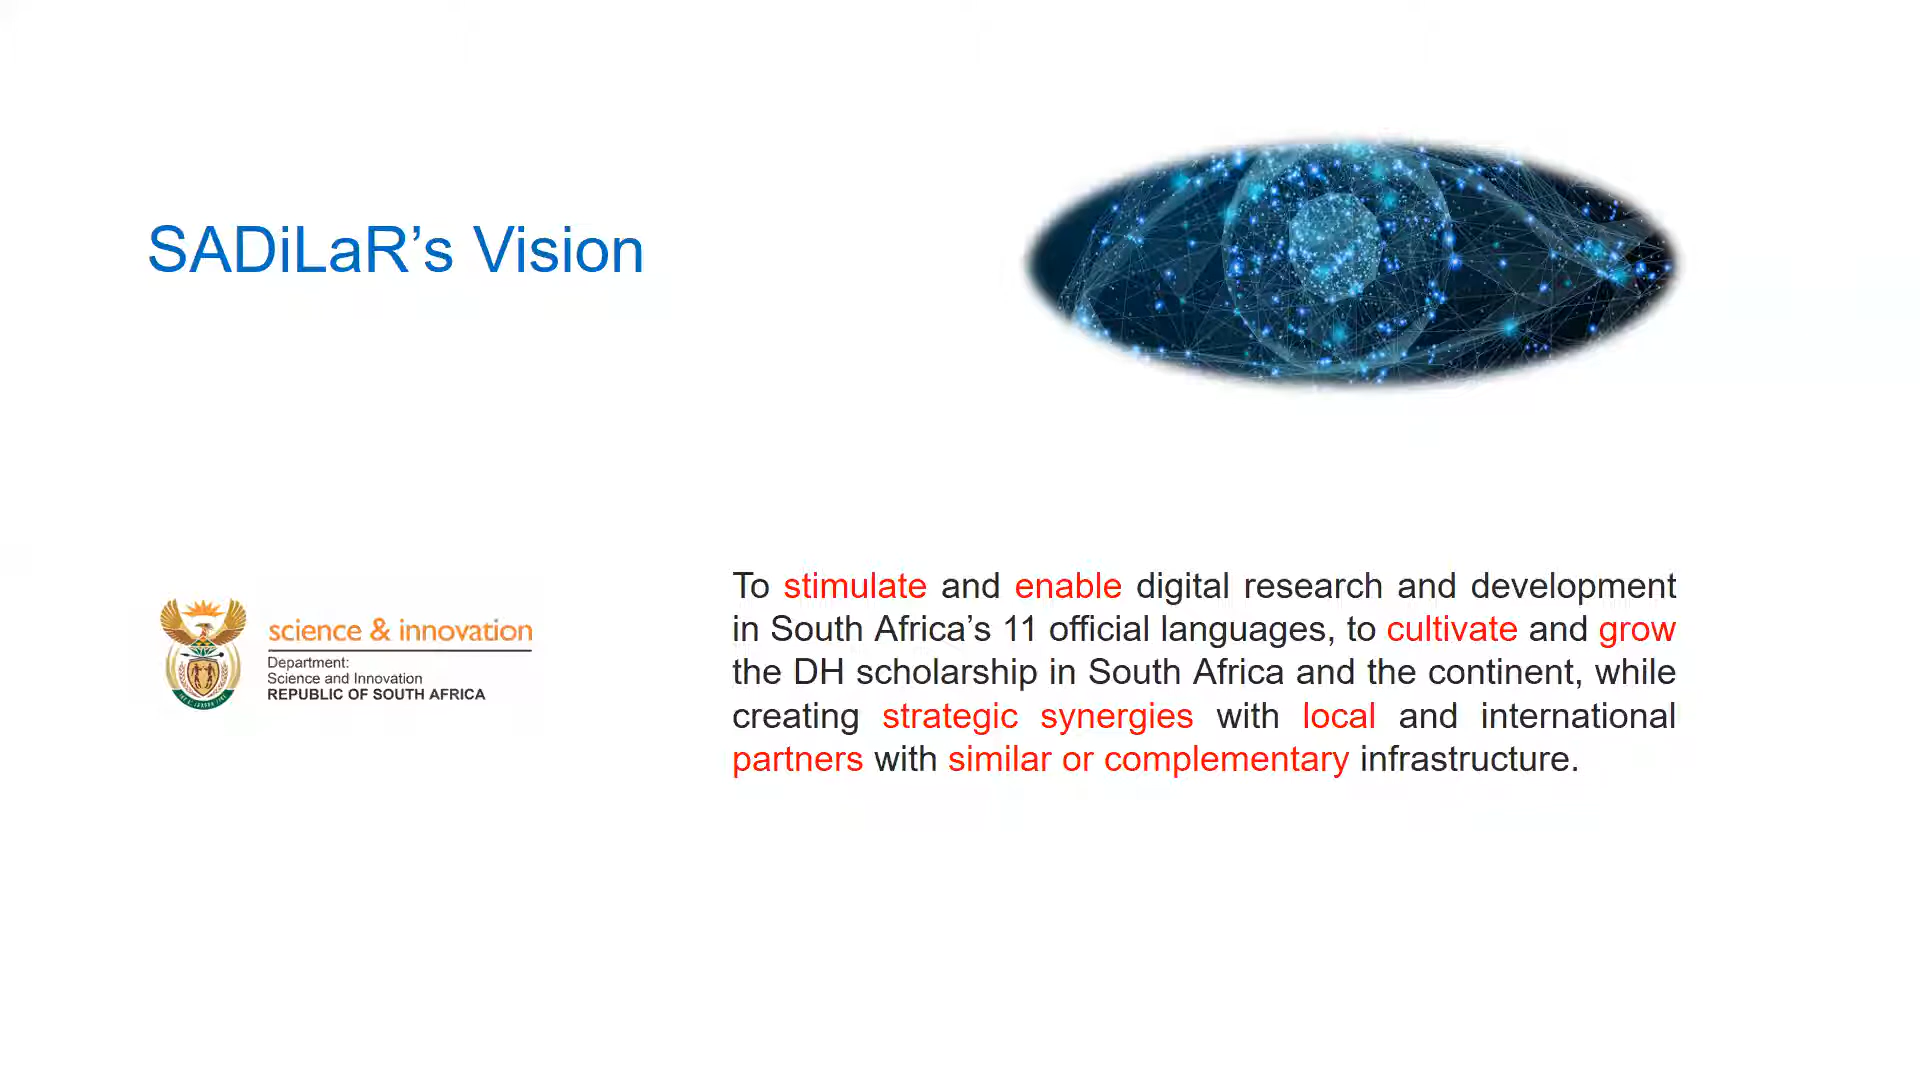 SADiLaR’s Vision
science & innovation
Department:
Science and Innovation
REPUBLIC OF SOUTH AFRICA
To stimulate and enable digital research and development
in South Africa’s 11 official languages, to cultivate and grow
the DH scholarship in South Africa and the continent, while
creating strategic synergies with local and international
partners with similar or complementary infrastructure.